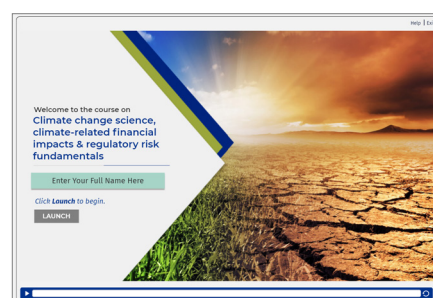 Help | Exi
Welcome to the course on
Climate change science,
climate-related financial
impacts & regulatory risk
fundamentals
Enter Your Full Name Here
Click Launch to begin.
LAUNCH